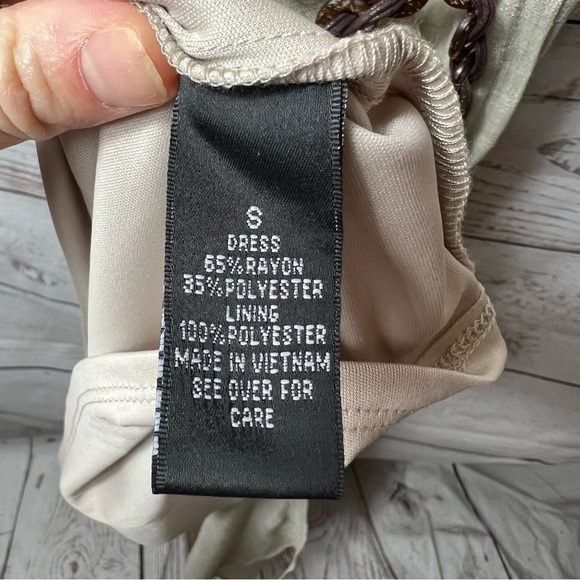 S
DRESS
65%RAYON
35%POLYESTER
LINING
100%POLYESTER
MADE IN VIETNAM
SEE OVER FOR
CARE